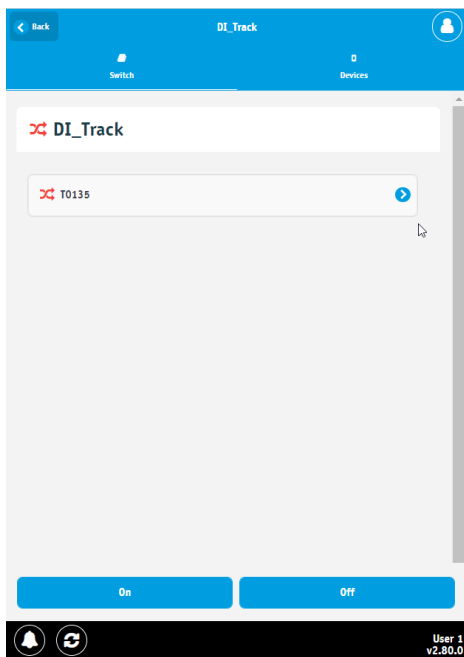 Back
DI_Track
Switch
Devices
DI_Track
T0135
On
Off
User 1
v2.80.0